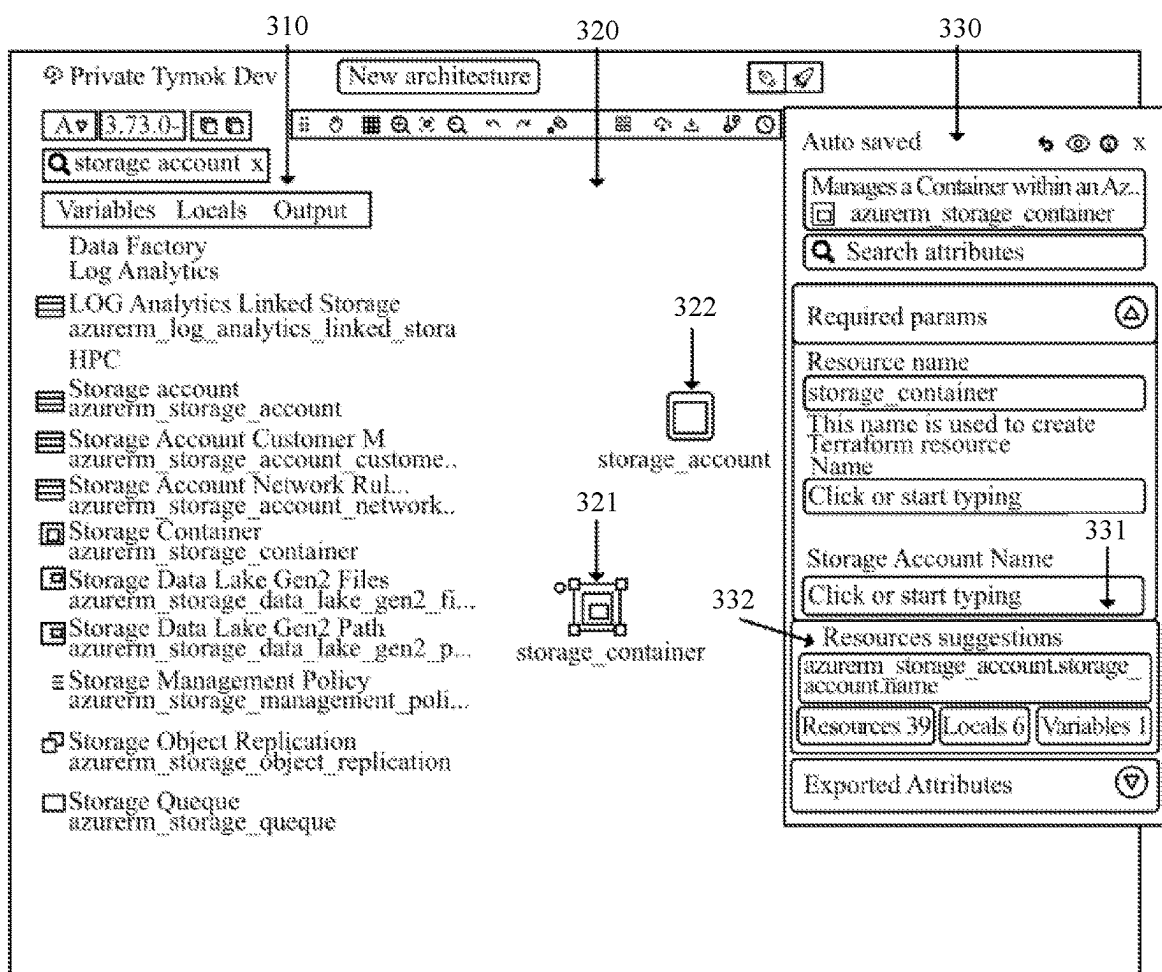 310 320 330
Private Tymok Dev New architecture
A 3.73.0-
storage account x
Variables Locals Output
Data Factory
Log Analytics
LOG Analytics Linked Storage
azurerm_log_analytics_linked_stora
HPC
Storage account
azurerm_storage_account
Storage Account Customer M
azurerm_storage_account_custome..
Storage Account Network Rul...
azurerm_storage_account_network..
Storage Container
azurerm_storage_container
Storage Data Lake Gen2 Files
azurerm_storage_data_lake_gen2_fi...
Storage Data Lake Gen2 Path
azurerm_storage_data_lake_gen2_p...
Storage Management Policy
azurerm_storage_management_poli...
Storage Object Replication
azurerm_storage_object_replication
Storage Queque
azurerm_storage_queque
322
storage_account
321
storage_container
Auto saved x
Manages a Container within an Az..
azurerm_storage_container
Search attributes
Required params
Resource name
storage_container
This name is used to create
Terraform resource
Name
Click or start typing
331
Storage Account Name
Click or start typing
332
Resources suggestions
azurerm_storage_account.storage_
account.name
Resources 39 Locals 6 Variables 1
Exported Attributes